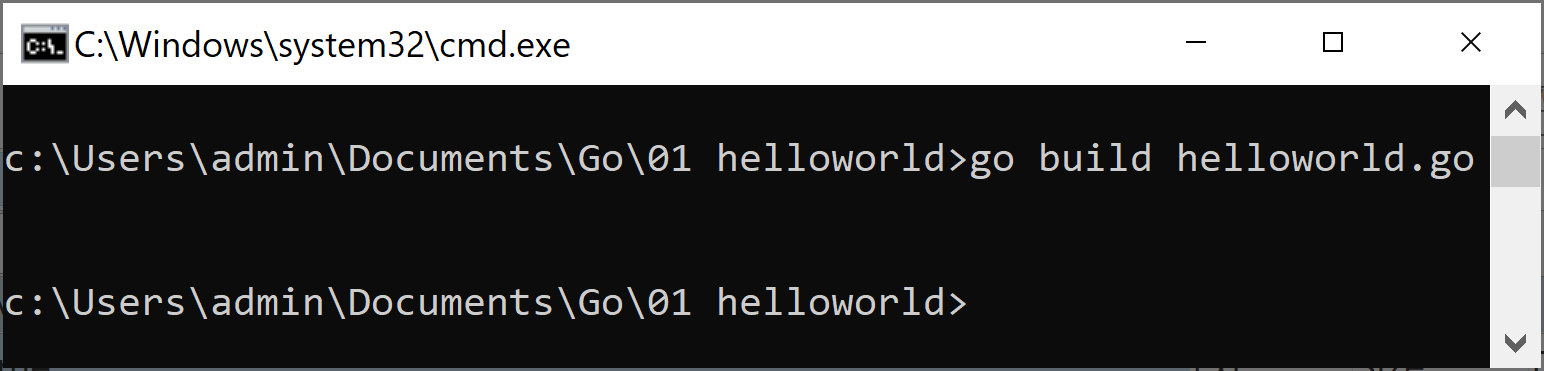 C:\Windows\system32\cmd.exe
c:\Users\admin\Documents\Go\01 helloworld>go build helloworld.go
c:\Users\admin\Documents\Go\01 helloworld>